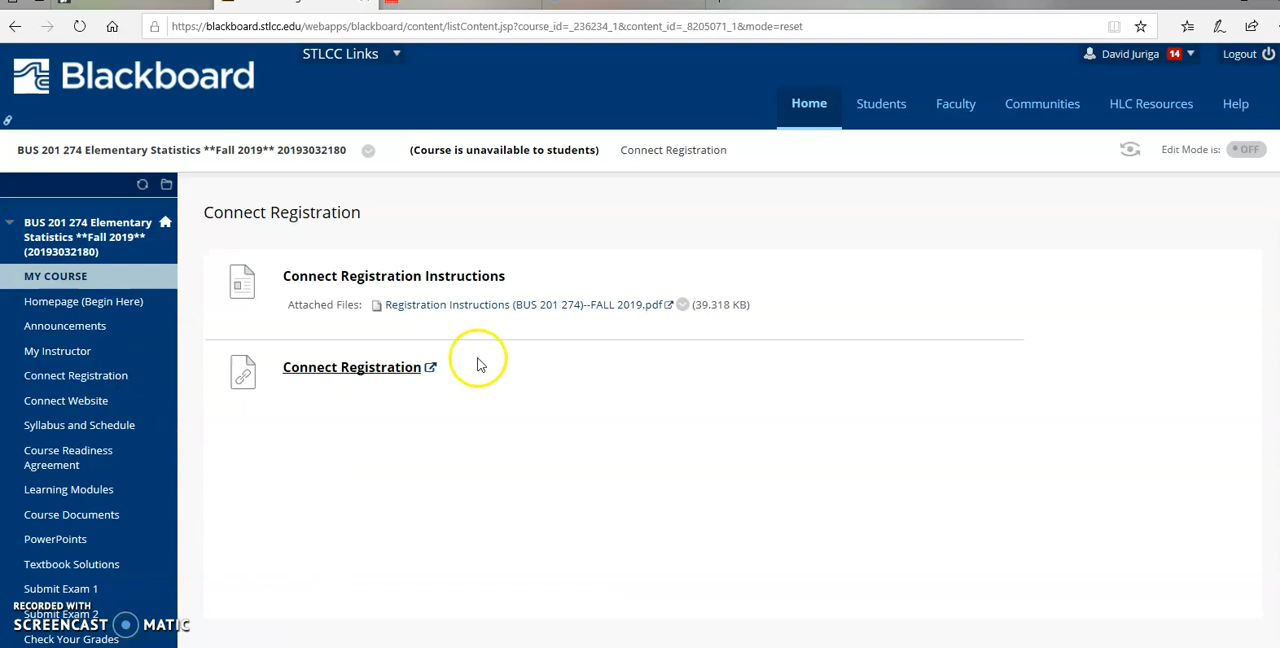 https://blackboard.stlcc.edu/webapps/blackboard/content/listContent.jsp?course_id=_236234_1&content_id=_8205071_1&mode=reset
STLCC Links
David Juriga 14
Logout
Blackboard
Home Students Faculty Communities HLC Resources Help
BUS 201 274 Elementary Statistics **Fall 2019** 20193032180 (Course is unavailable to students) Connect Registration Edit Mode is: OFF
BUS 201 274 Elementary
Statistics **Fall 2019**
(20193032180)
MY COURSE
Homepage (Begin Here)
Announcements
My Instructor
Connect Registration
Connect Website
Syllabus and Schedule
Course Readiness
Agreement
Learning Modules
Course Documents
PowerPoints
Textbook Solutions
Submit Exam 1
Submit Exam 2
Check Your Grades
Connect Registration
Connect Registration Instructions
Attached Files: Registration Instructions (BUS 201 274)--FALL 2019.pdf (39.318 KB)
Connect Registration
RECORDED WITH
SCREENCAST MATIC